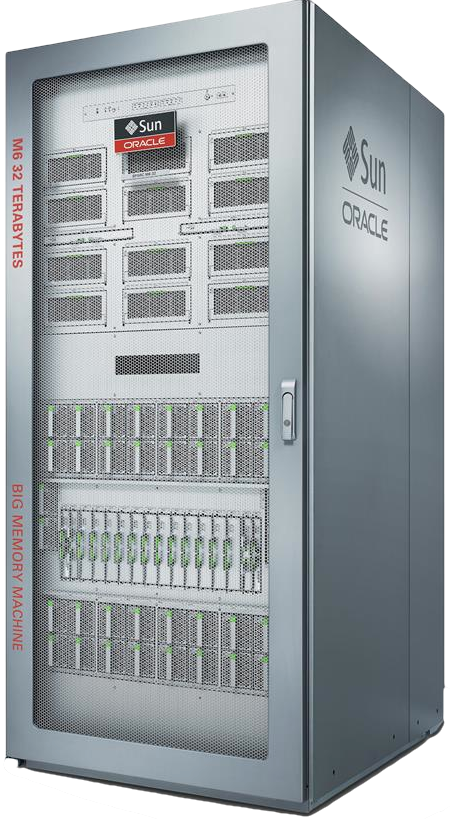 Sun
ORACLE
M6 32 TERABYTES
BIG MEMORY MACHINE
Sun
ORACLE